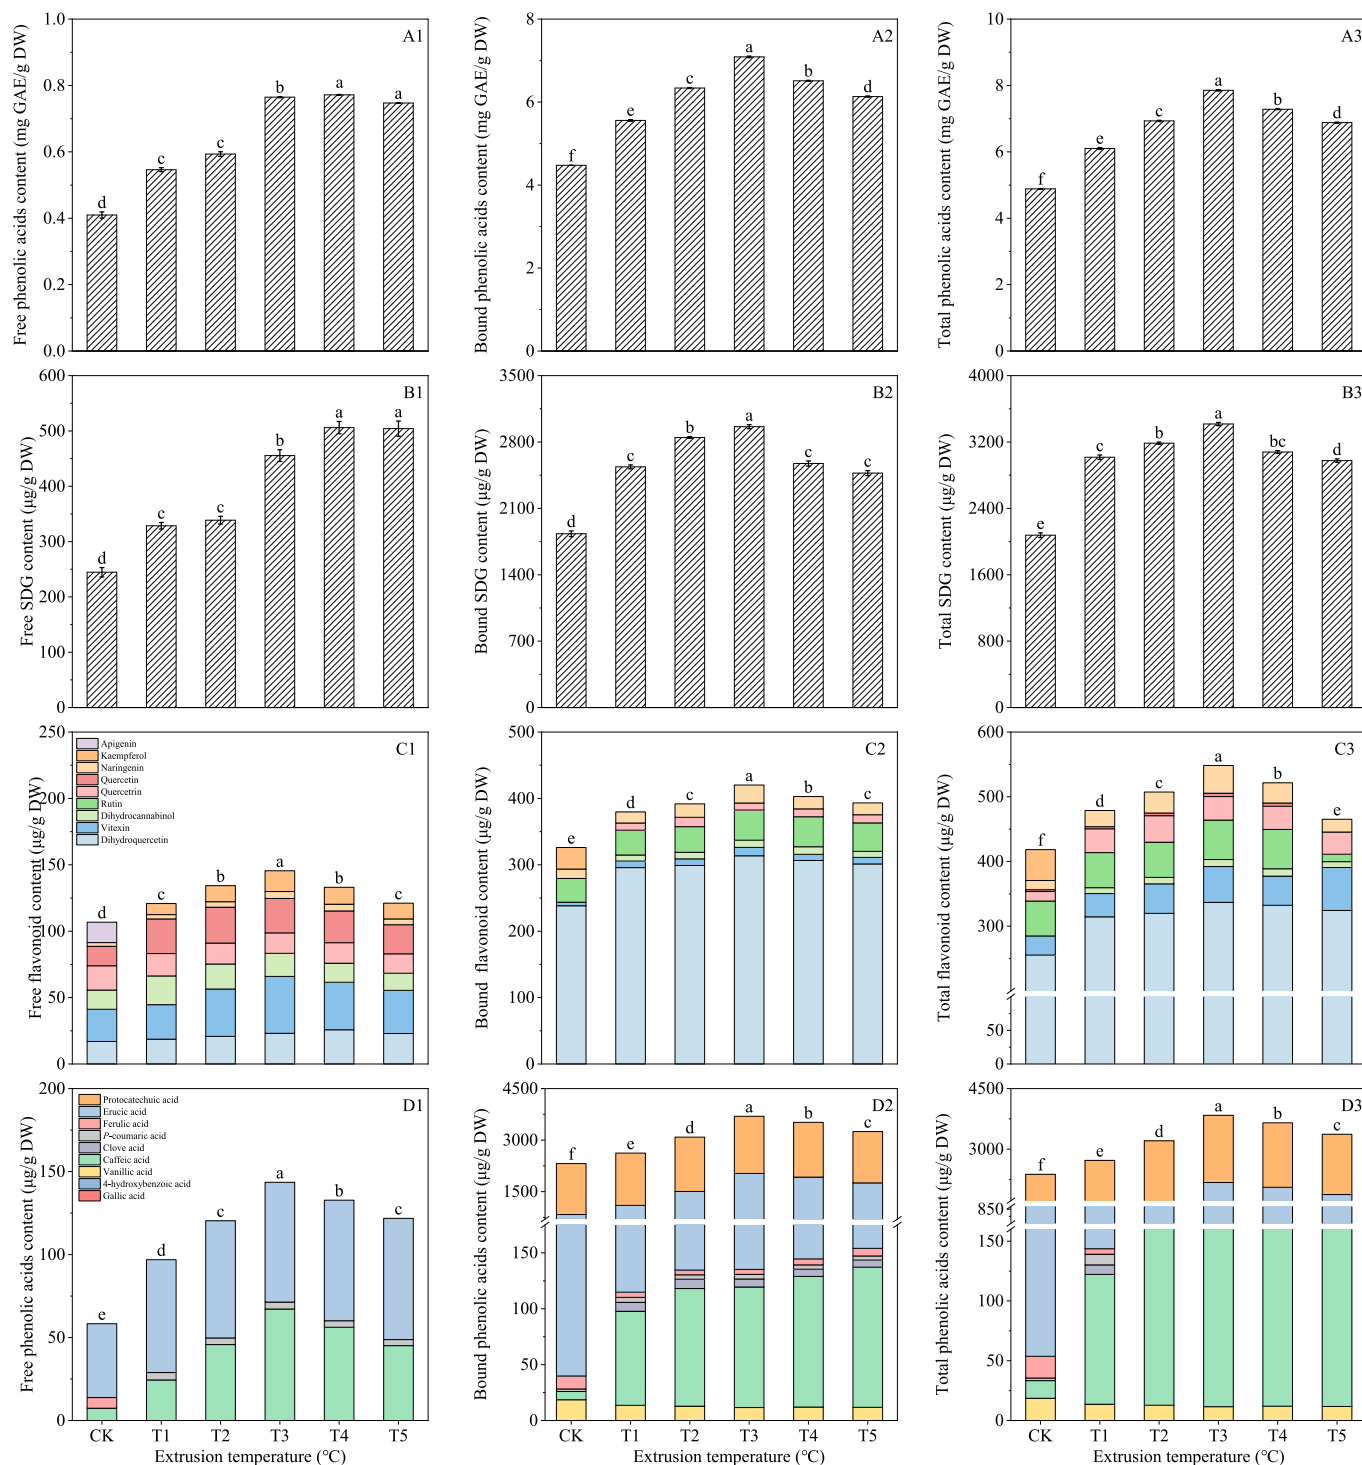 Free phenolic acids content (mg GAE/g DW)
1.0
0.8
0.6
0.4
0.2
0.0
A1
d
c
c
b
a
a
Bound phenolic acids content (mg GAE/g DW)
8
6
4
2
0
A2
f
e
c
a
b
d
Total phenolic acids content (mg GAE/g DW)
10
8
6
4
2
0
A3
f
e
c
a
b
d
Free SDG content (μg/g DW)
600
500
400
300
200
100
0
B1
d
c
c
b
a
a
Bound SDG content (μg/g DW)
3500
2800
2100
1400
700
0
B2
d
c
b
a
c
c
Total SDG content (μg/g DW)
4000
3200
2400
1600
800
0
B3
e
c
b
a
bc
d
Free flavonoid content (μg/g DW)
250
200
150
100
50
0
C1
Apigenin
Kaempferol
Naringenin
Quercetin
Quercetrin
Rutin
Dihydrocannabinol
Vitexin
Dihydroquercetin
d
c
b
a
b
c
Bound flavonoid content (μg/g DW)
500
400
300
200
100
0
C2
e
d
c
a
b
c
Total flavonoid content (μg/g DW)
600
500
400
300
50
0
C3
f
d
c
a
b
e
Free phenolic acids content (μg/g DW)
200
150
100
50
0
D1
Protocatechuic acid
Erucic acid
Ferulic acid
P-coumaric acid
Clove acid
Caffeic acid
Vanillic acid
4-hydroxybenzoic acid
Gallic acid
e
d
c
a
b
c
CK T1 T2 T3 T4 T5
Extrusion temperature (℃)
Bound phenolic acids content (μg/g DW)
4500
3000
1500
150
100
50
0
D2
f
e
d
a
b
c
CK T1 T2 T3 T4 T5
Extrusion temperature (℃)
Total phenolic acids content (μg/g DW)
4500
3000
850
150
100
50
0
D3
f
e
d
a
b
c
CK T1 T2 T3 T4 T5
Extrusion temperature (℃)